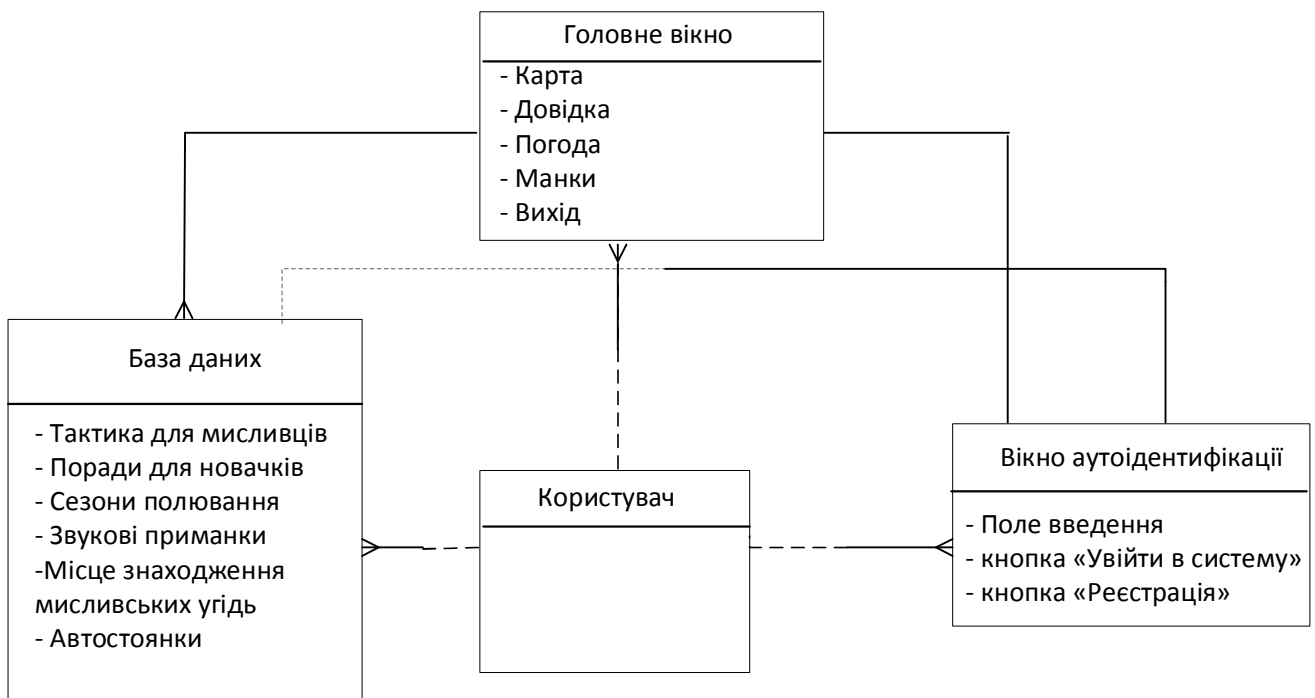 Головне вікно
- Карта
- Довідка
- Погода
- Манки
- Вихід
База даних
- Тактика для мисливців
- Поради для новачків
- Сезони полювання
- Звукові приманки
-Місце знаходження
мисливських угідь
- Автостоянки
Користувач
Вікно аутоідентифікації
- Поле введення
- кнопка «Увійти в систему»
- кнопка «Реєстрація»